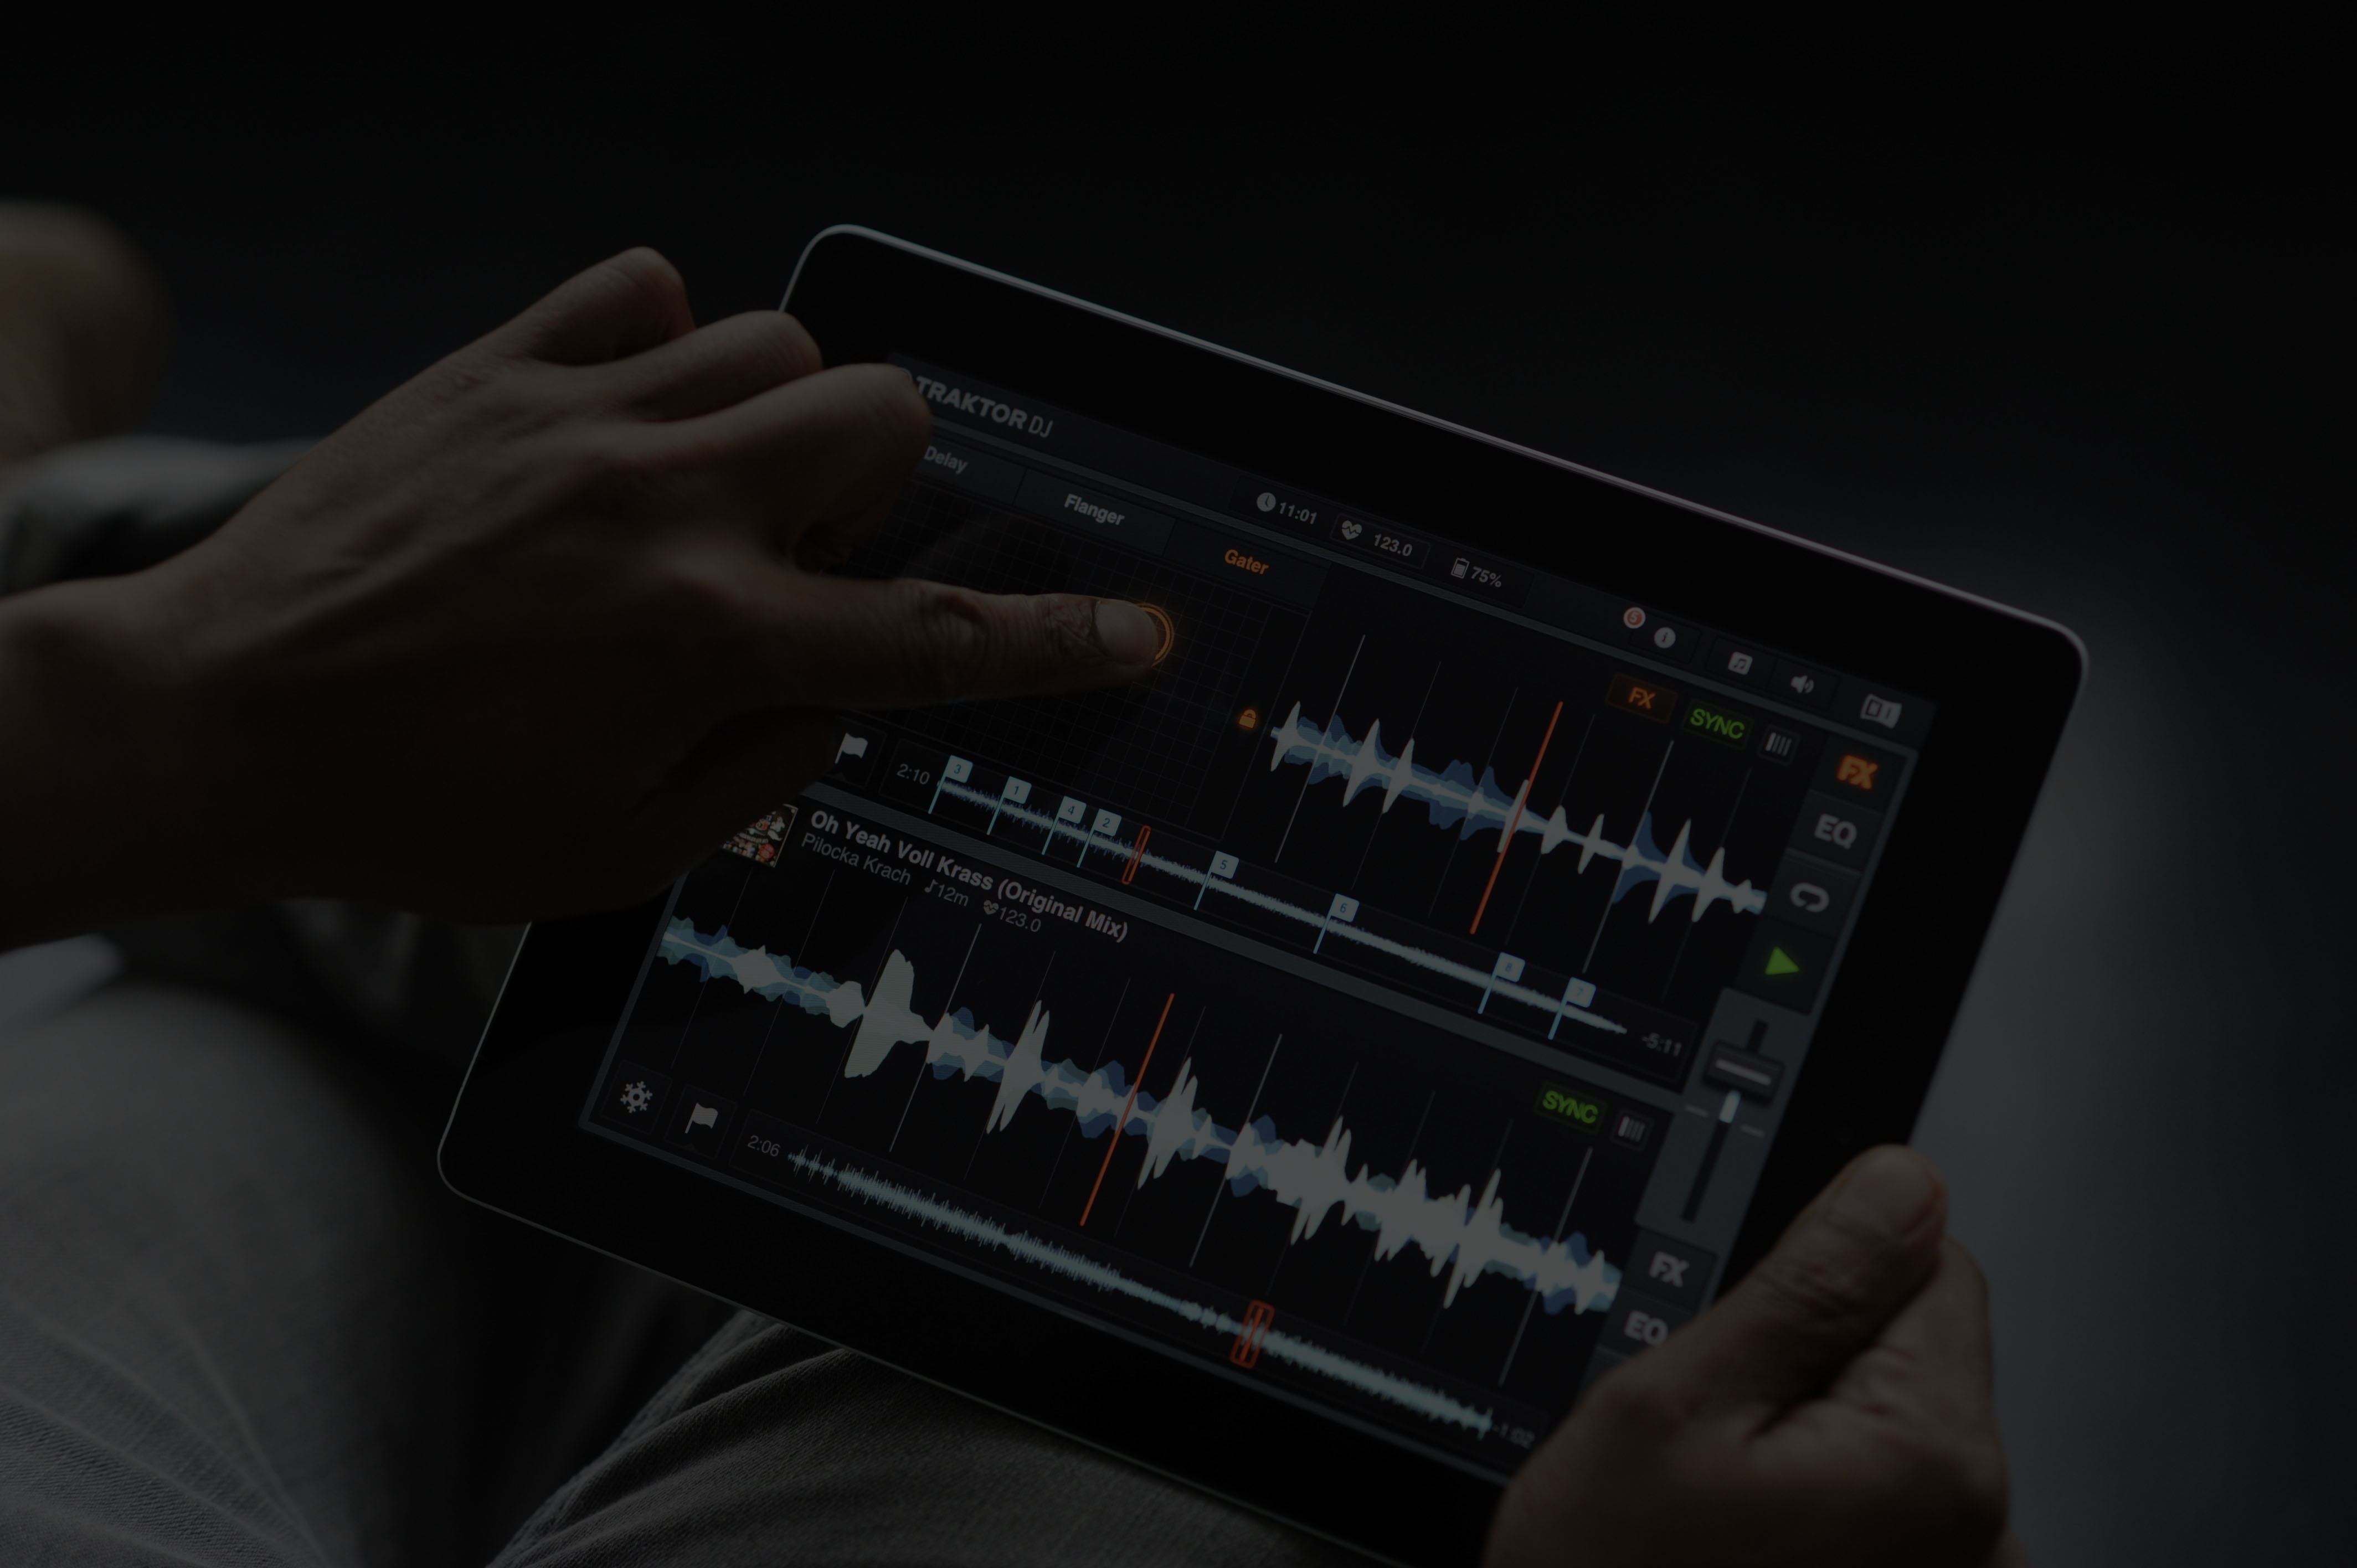 TRAKTOR DJ
11:01 123.0 75%
5
Delay Flanger Gater
FX SYNC
FX
EQ
2:10 3 1 4 2 5 6 8 7 -5:11
Oh Yeah Voll Krass (Original Mix)
Pilocka Krach ♪12m 123.0
SYNC
FX
EQ
2:06 -1:02